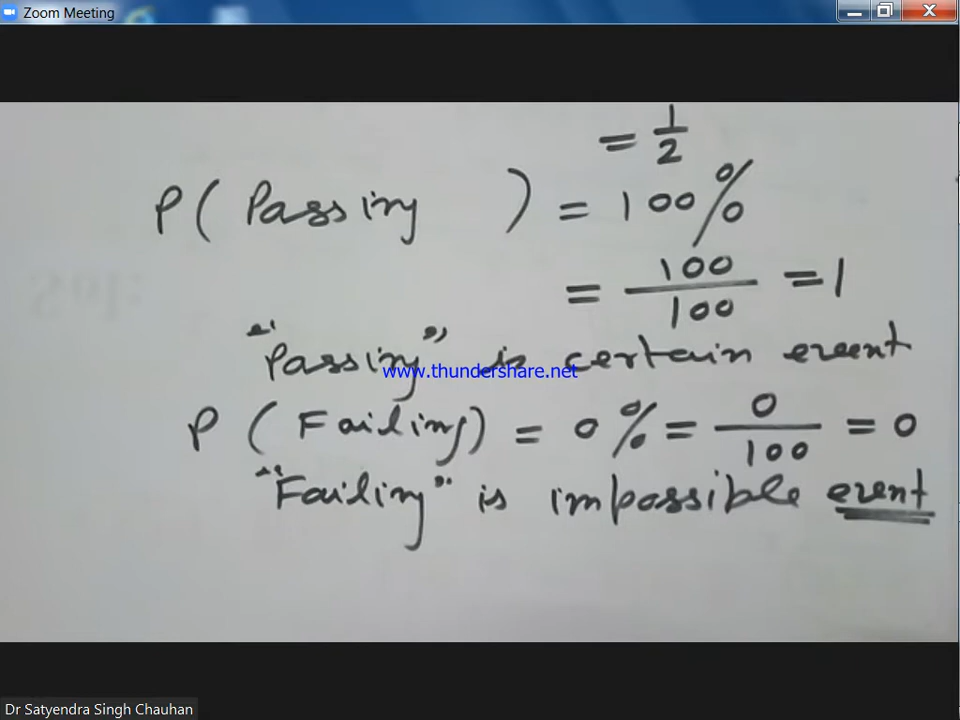 Zoom Meeting
= 1/2
P( Passing ) = 100%
= 100/100 = 1
"Passing" is certain event
www.thundershare.net
P ( Failing) = 0% = 0/100 = 0
"Failing" is impossible event
Dr Satyendra Singh Chauhan